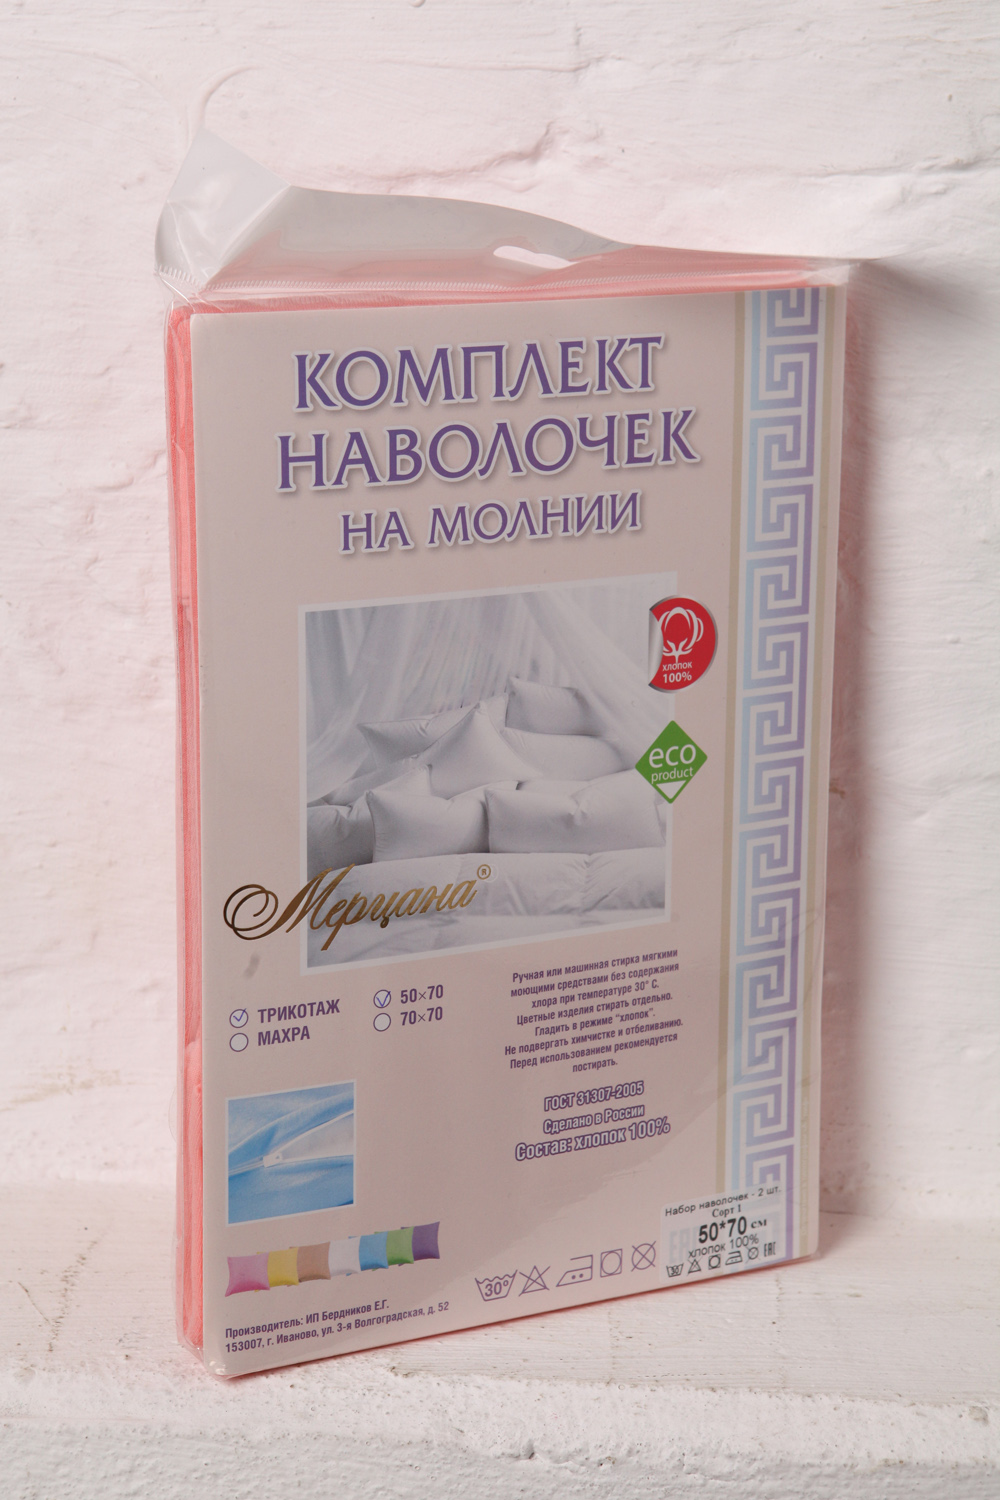 КОМПЛЕКТ
НАВОЛОЧЕК
НА МОЛНИИ
хлопок
100%
eco
product
Мерцана®
ТРИКОТАЖ
МАХРА
50×70
70×70
Ручная или машинная стирка мягкими
моющими средствами без содержания
хлора при температуре 30° С.
Цветные изделия стирать отдельно.
Гладить в режиме "хлопок".
Не подвергать химчистке и отбеливанию.
Перед использованием рекомендуется
постирать.
ГОСТ 31307-2005
Сделано в России
Состав: хлопок 100%
Набор наволочек - 2 шт.
Сорт 1
50*70 см
хлопок 100%
EAC
30°
Производитель: ИП Бердников Е.Г.
153007, г. Иваново, ул. 3-я Волгоградская, д. 52